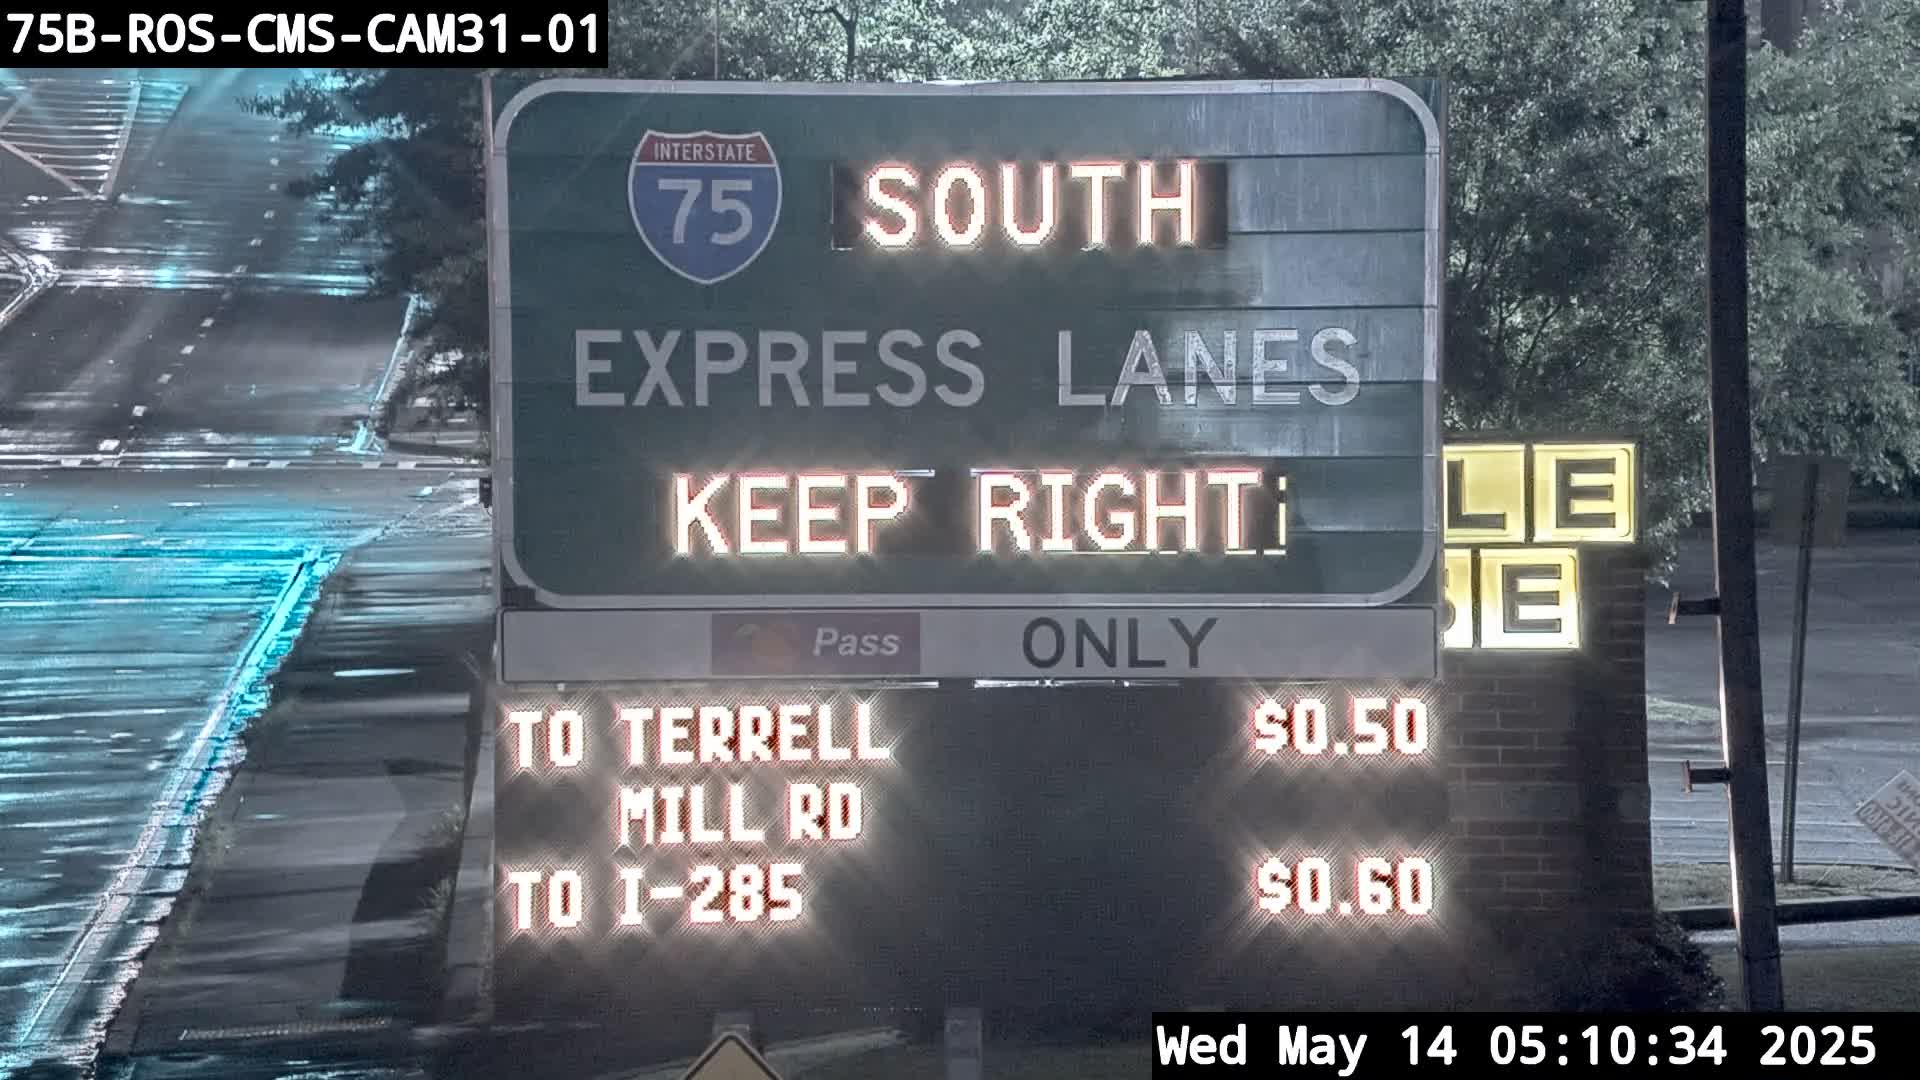 75B-ROS-CMS-CAM31-01
INTERSTATE
75
SOUTH
EXPRESS LANES
KEEP RIGHT
Pass ONLY
TO TERRELL $0.50
MILL RD
TO I-285 $0.60
LE
E
Wed May 14 05:10:34 2025